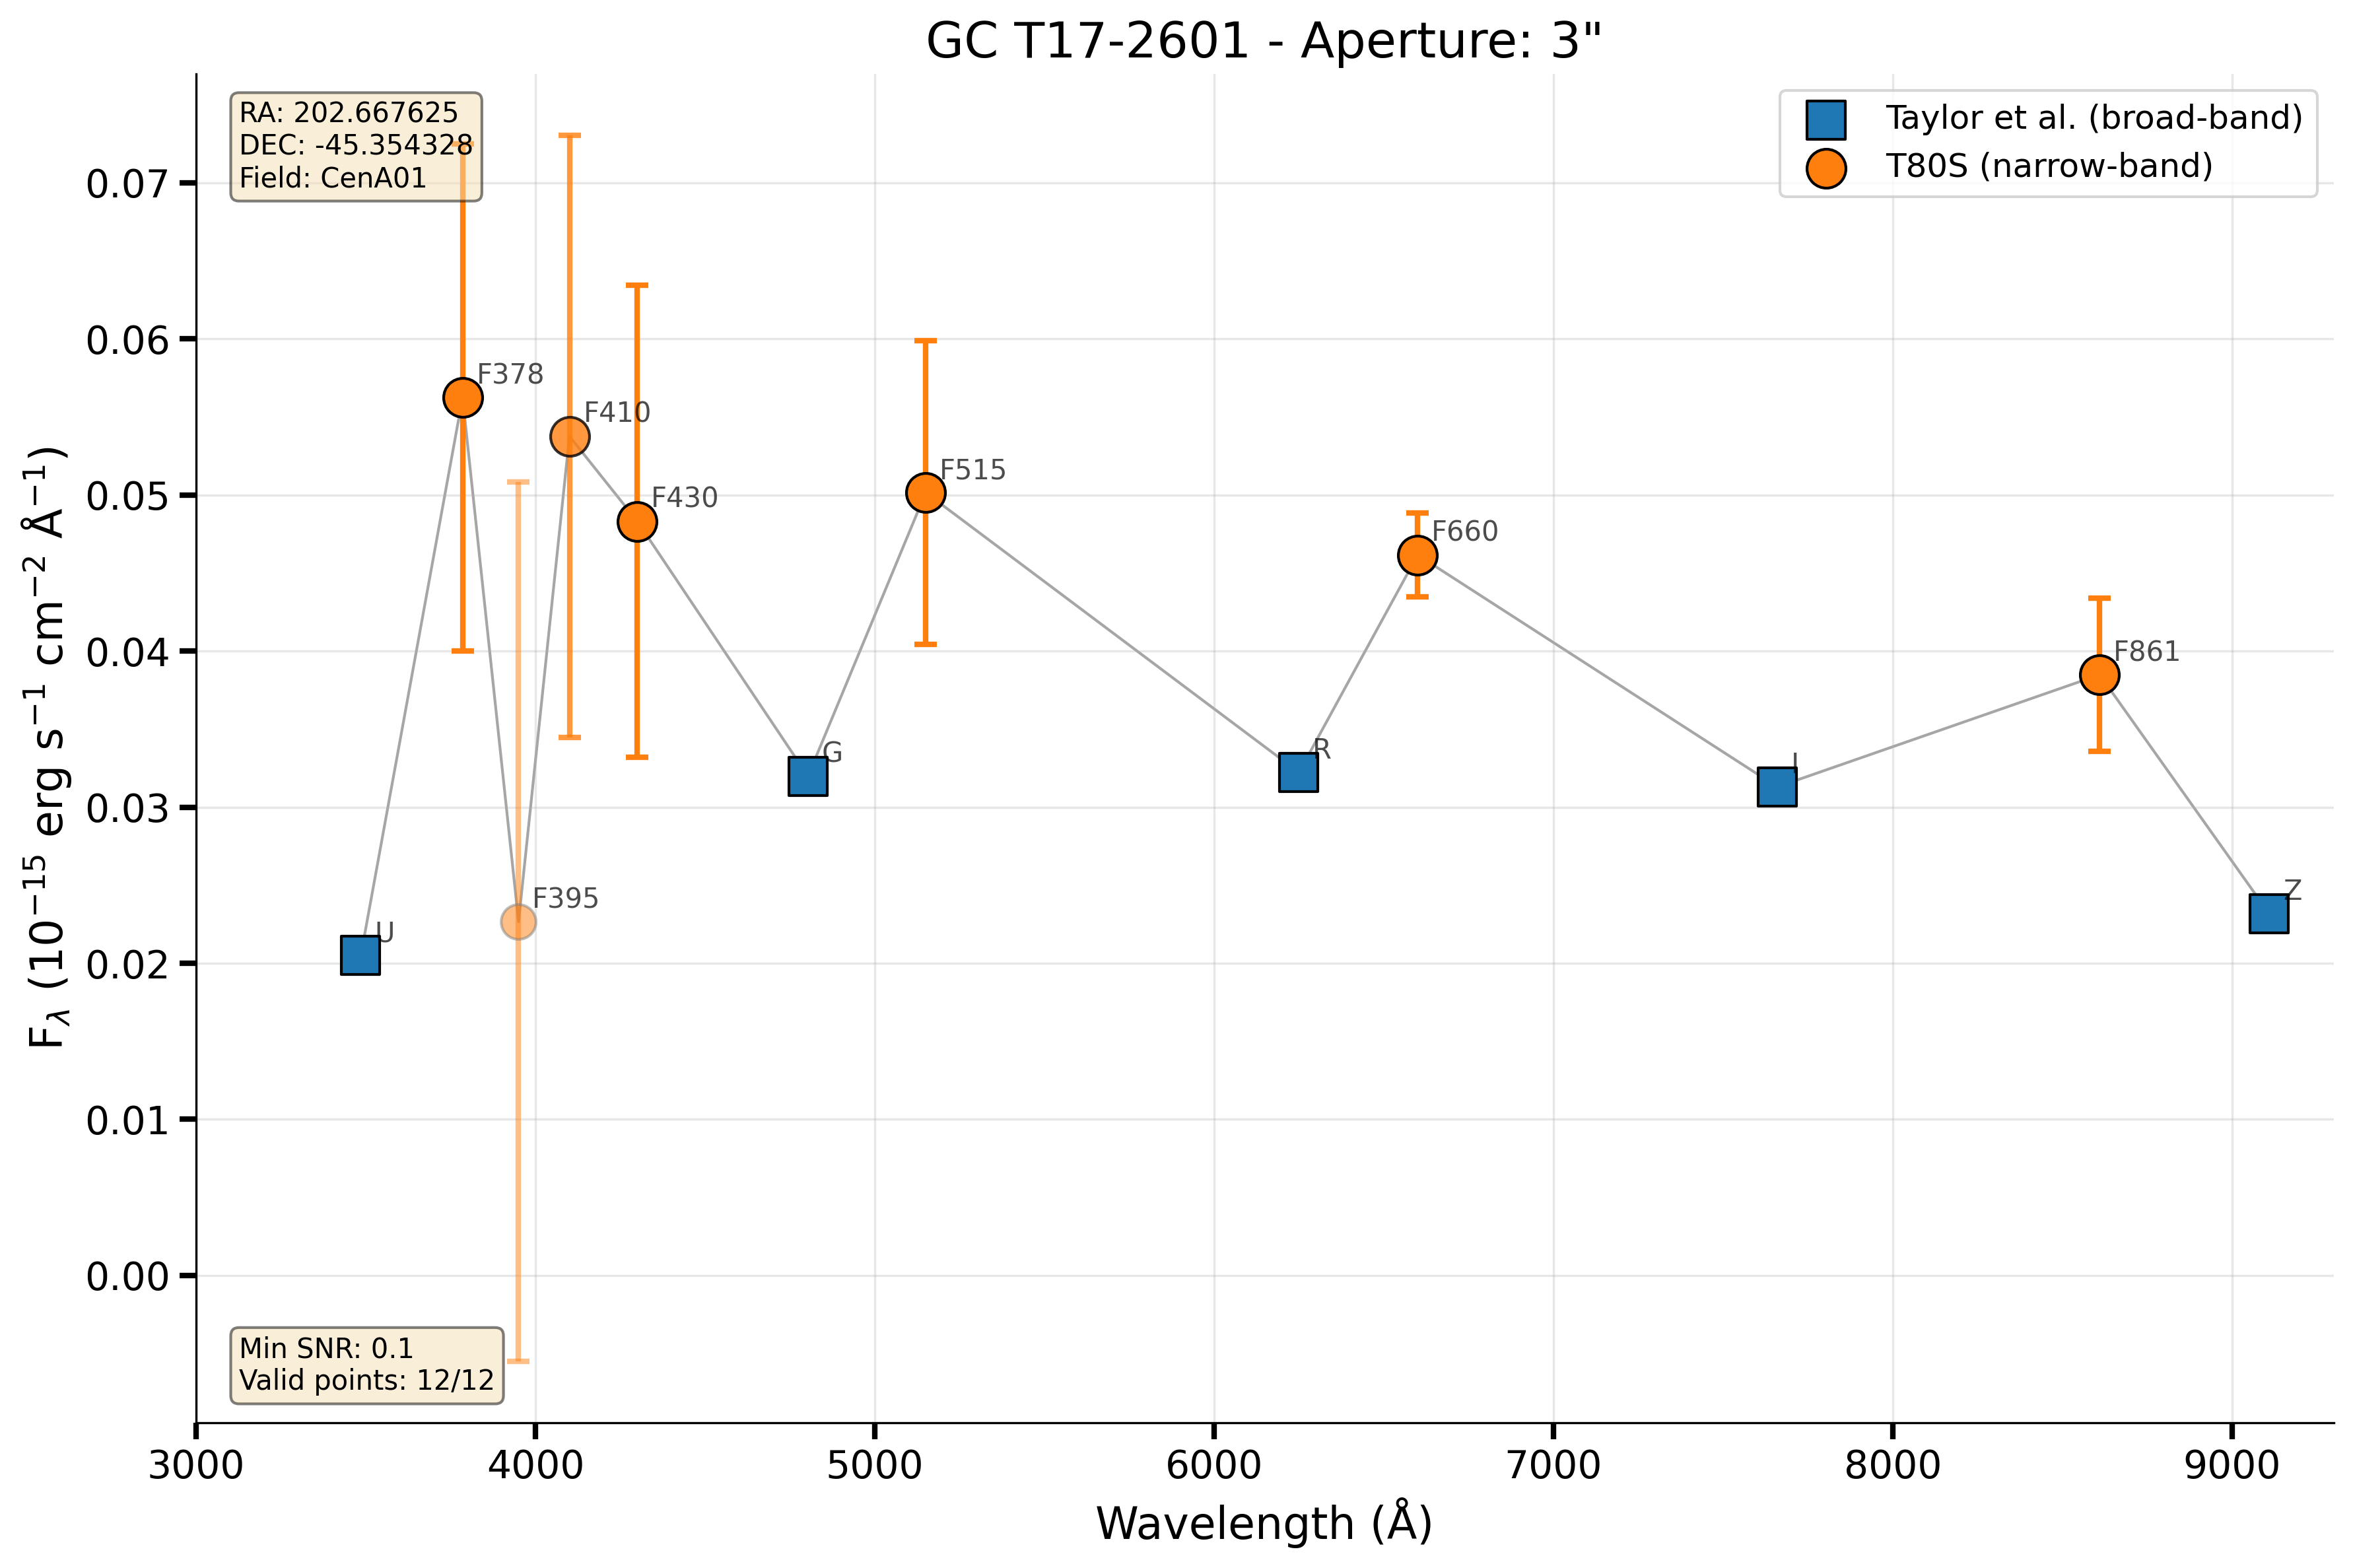 GC T17-2601 - Aperture: 3"
RA: 202.667625
DEC: -45.354328
Field: CenA01
Taylor et al. (broad-band)
T80S (narrow-band)
0.07
0.06
0.05
0.04
0.03
0.02
0.01
0.00
F_λ (10⁻¹⁵ erg s⁻¹ cm⁻² Å⁻¹)
U
F378
F395
F410
F430
G
F515
R
F660
I
F861
Z
Min SNR: 0.1
Valid points: 12/12
3000 4000 5000 6000 7000 8000 9000
Wavelength (Å)